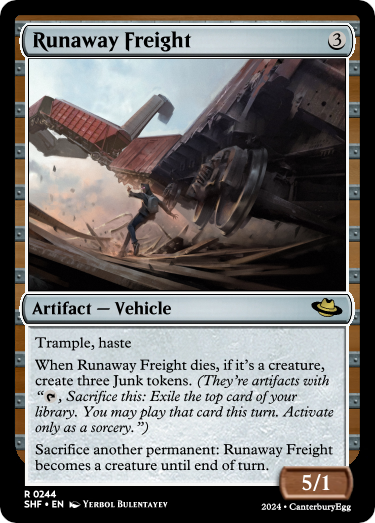 Runaway Freight 3
Artifact — Vehicle
Trample, haste
When Runaway Freight dies, if it's a creature,
create three Junk tokens. (They're artifacts with
“, Sacrifice this: Exile the top card of your
library. You may play that card this turn. Activate
only as a sorcery.”)
Sacrifice another permanent: Runaway Freight
becomes a creature until end of turn.
5/1
R 0244
SHF • EN Yerbol Bulentayev
2024 • CanterburyEgg